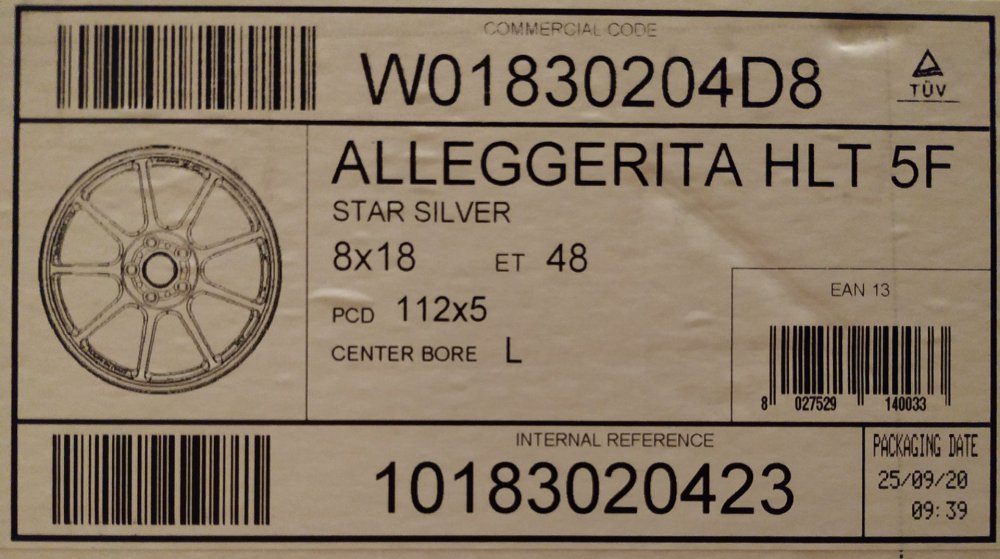 COMMERCIAL CODE
W01830204D8
TÜV
ALLEGGERITA HLT 5F
STAR SILVER
8x18 ET 48
PCD 112x5
CENTER BORE L
EAN 13
8 027529 140033
INTERNAL REFERENCE
10183020423
PACKAGING DATE
25/09/20
09:39